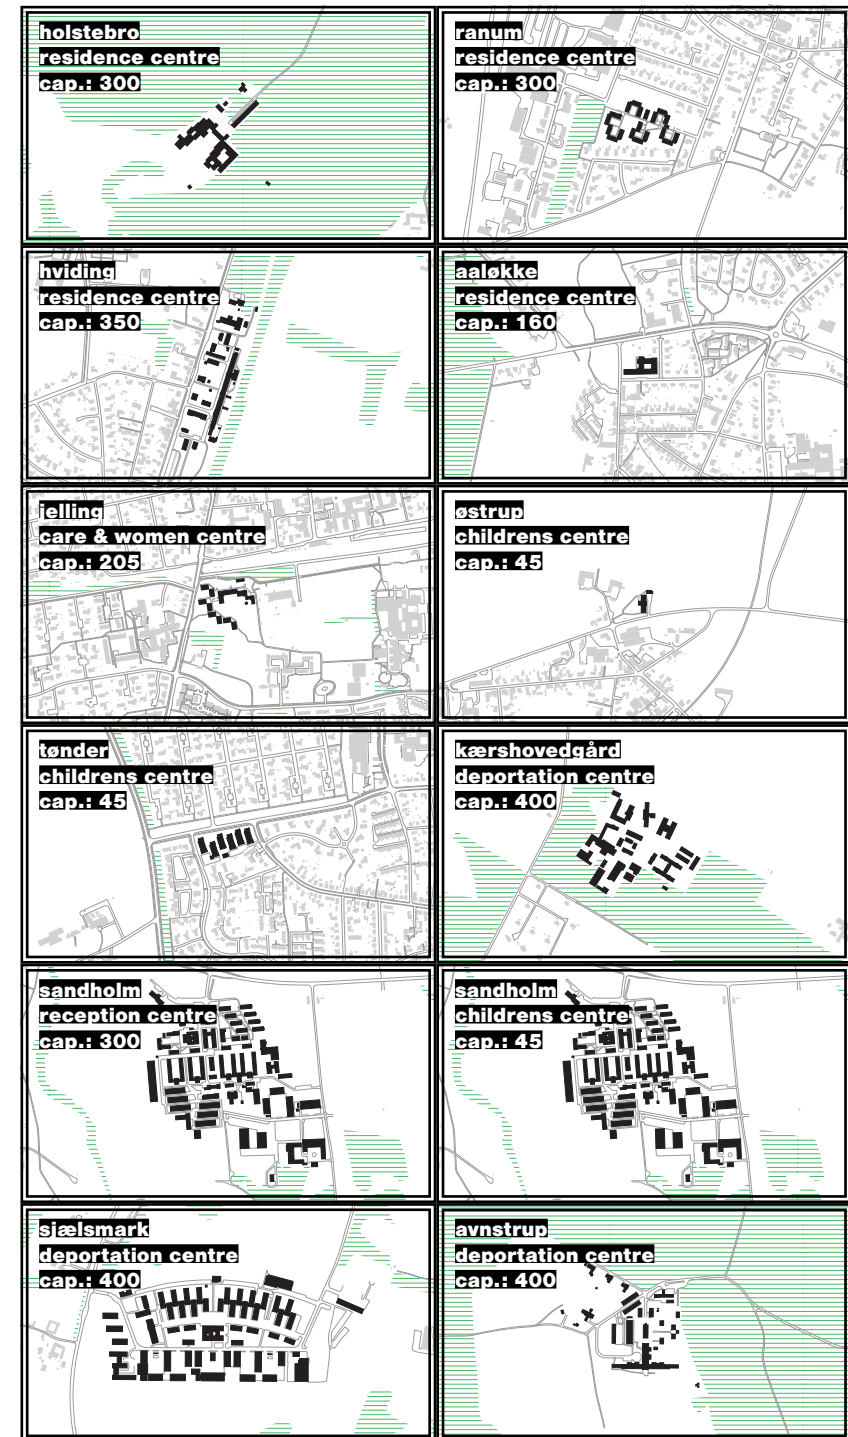 holstebro
residence centre
cap.: 300
ranum
residence centre
cap.: 300
hviding
residence centre
cap.: 350
aaløkke
residence centre
cap.: 160
jelling
care & women centre
cap.: 205
østrup
childrens centre
cap.: 45
tønder
childrens centre
cap.: 45
kærshovedgård
deportation centre
cap.: 400
sandholm
reception centre
cap.: 300
sandholm
childrens centre
cap.: 45
sjælsmark
deportation centre
cap.: 400
avnstrup
deportation centre
cap.: 400